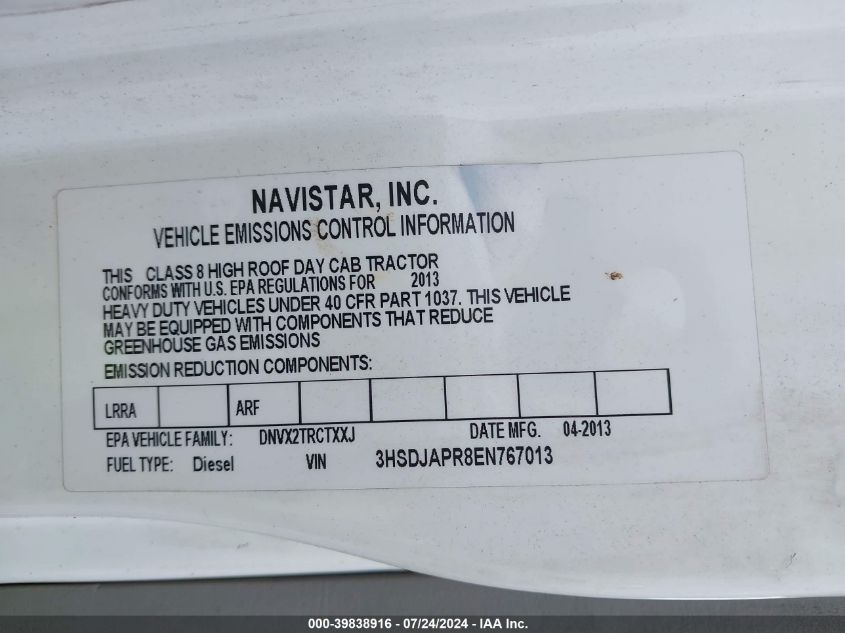 NAVISTAR, INC.
VEHICLE EMISSIONS CONTROL INFORMATION
THIS CLASS 8 HIGH ROOF DAY CAB TRACTOR
CONFORMS WITH U.S. EPA REGULATIONS FOR 2013
HEAVY DUTY VEHICLES UNDER 40 CFR PART 1037. THIS VEHICLE
MAY BE EQUIPPED WITH COMPONENTS THAT REDUCE
GREENHOUSE GAS EMISSIONS
EMISSION REDUCTION COMPONENTS:
LRRA ARF
EPA VEHICLE FAMILY: DNVX2TRCTXXJ DATE MFG. 04-2013
FUEL TYPE: Diesel VIN 3HSDJAPR8EN767013
000-39838916 / 07/24/2024 - IAA Inc.